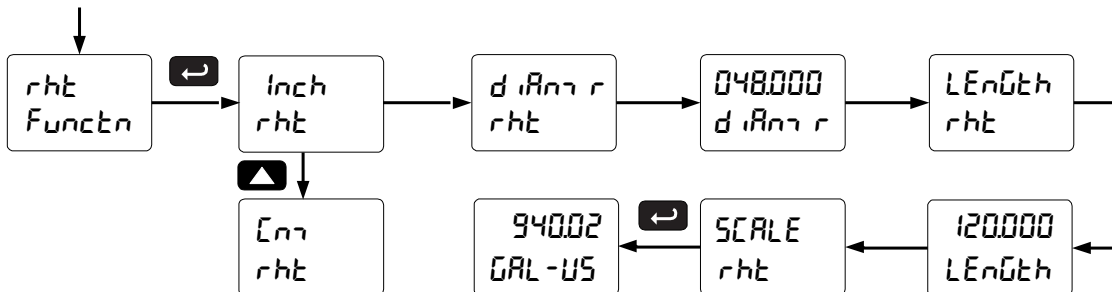 rht
Functn
Inch
rht
diAmr
rht
048.000
diAmr
LEnGth
rht
Cm
rht
940.02
GAL-US
SCALE
rht
120.000
LEnGth